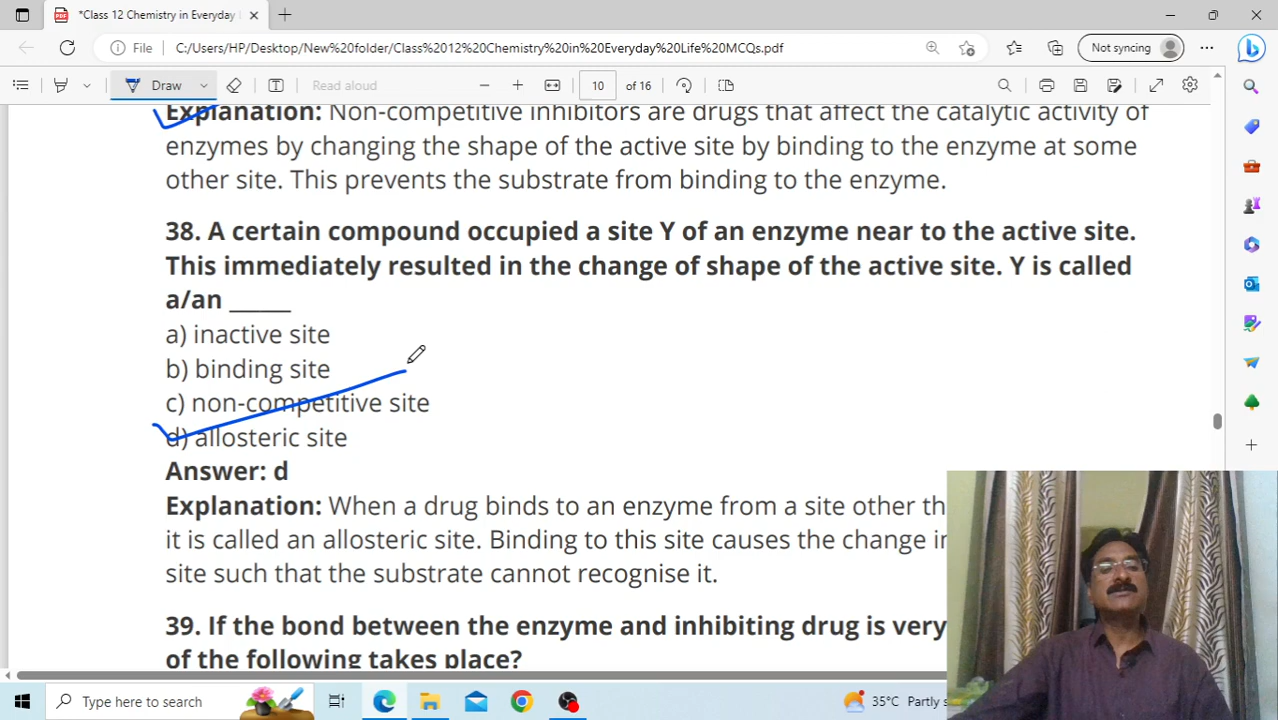 *Class 12 Chemistry in Everyday
File
C:/Users/HP/Desktop/New%20folder/Class%2012%20Chemistry%20in%20Everyday%20Life%20MCQs.pdf
Not syncing
Draw
Read aloud
10 of 16
Explanation: Non-competitive inhibitors are drugs that affect the catalytic activity of
enzymes by changing the shape of the active site by binding to the enzyme at some
other site. This prevents the substrate from binding to the enzyme.
38. A certain compound occupied a site Y of an enzyme near to the active site.
This immediately resulted in the change of shape of the active site. Y is called
a/an ______
a) inactive site
b) binding site
c) non-competitive site
d) allosteric site
Answer: d
Explanation: When a drug binds to an enzyme from a site other th
it is called an allosteric site. Binding to this site causes the change in
site such that the substrate cannot recognise it.
39. If the bond between the enzyme and inhibiting drug is very
of the following takes place?
Type here to search
35°C Partly s